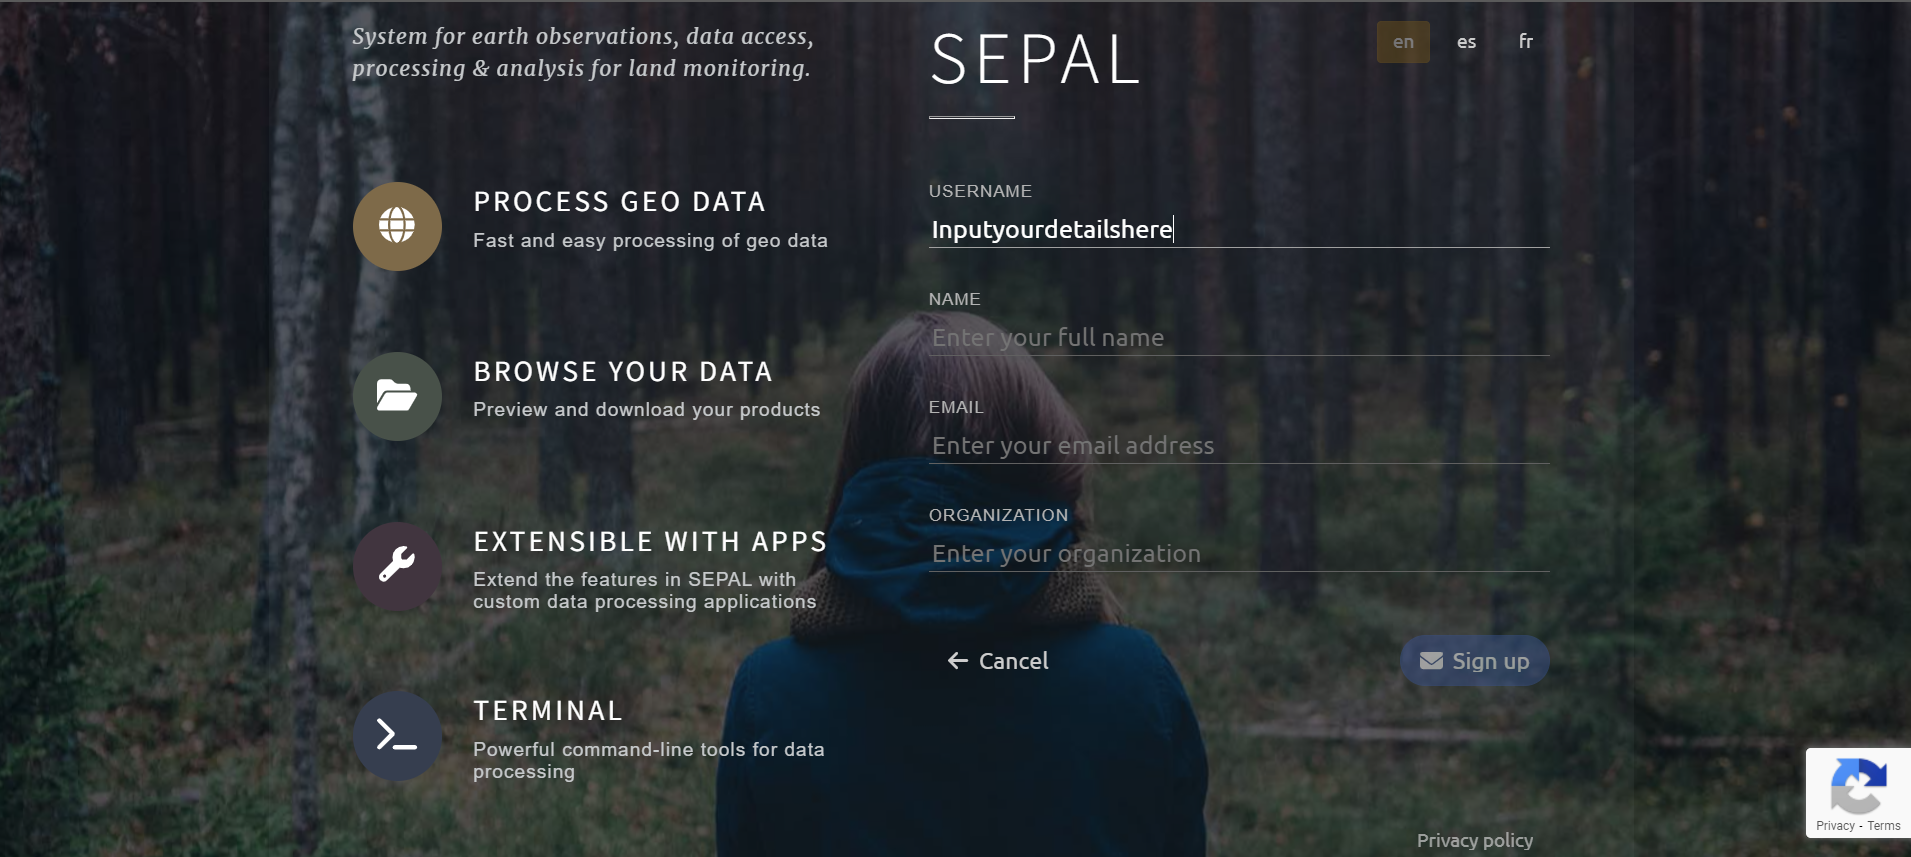 System for earth observations, data access,
processing & analysis for land monitoring.
PROCESS GEO DATA
Fast and easy processing of geo data
BROWSE YOUR DATA
Preview and download your products
EXTENSIBLE WITH APPS
Extend the features in SEPAL with
custom data processing applications
TERMINAL
Powerful command-line tools for data
processing
SEPAL
en es fr
USERNAME
Inputyourdetailshere
NAME
Enter your full name
EMAIL
Enter your email address
ORGANIZATION
Enter your organization
Cancel
Sign up
Privacy policy
Privacy - Terms